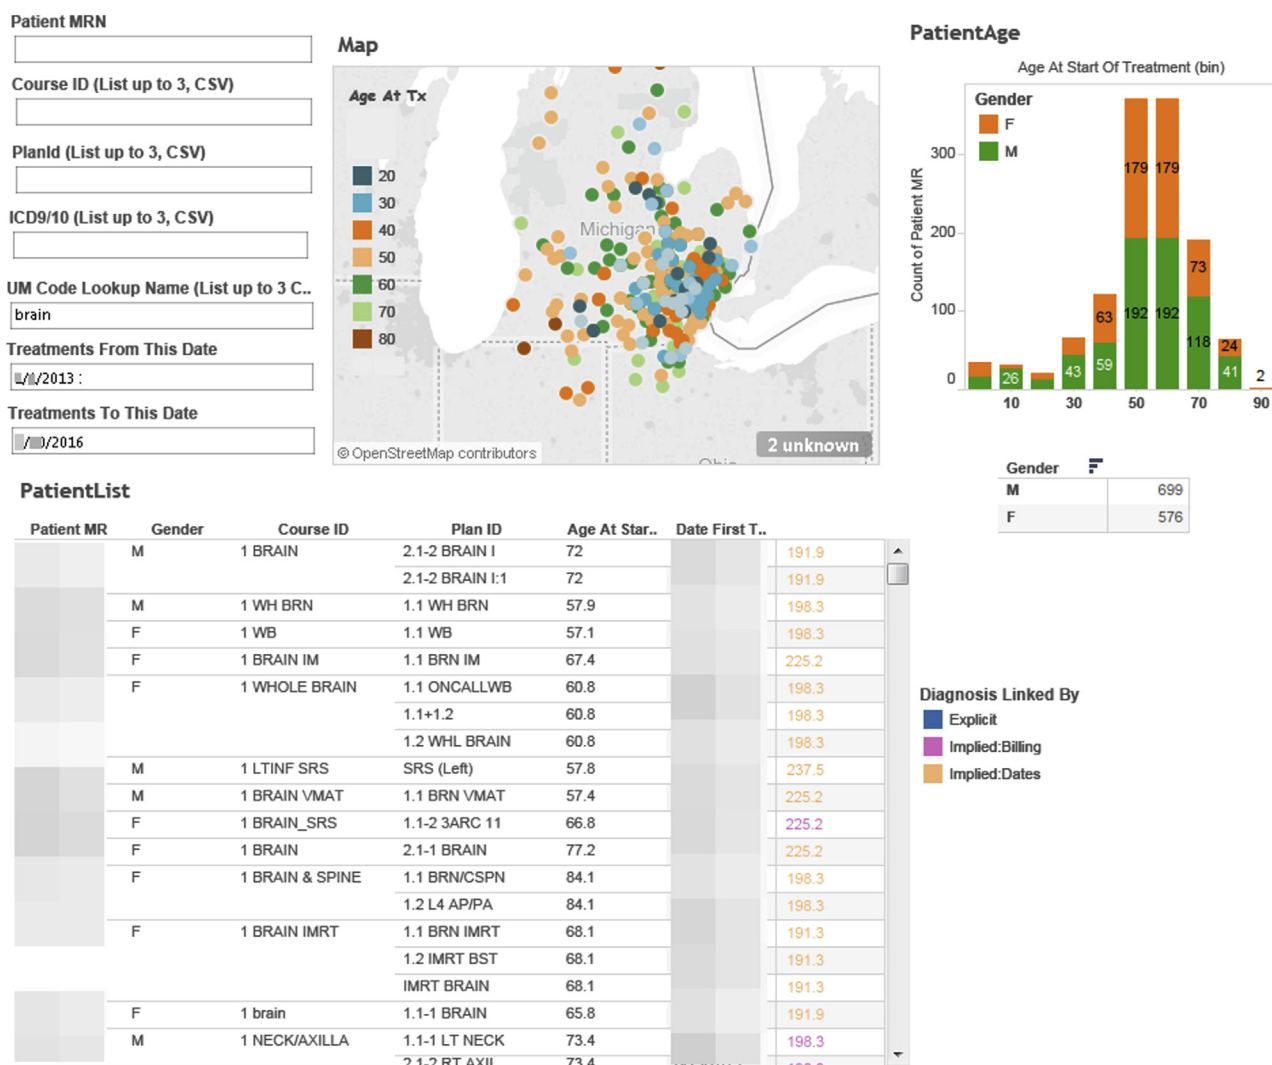 Patient MRN
Course ID (List up to 3, CSV)
PlanId (List up to 3, CSV)
ICD9/10 (List up to 3, CSV)
UM Code Lookup Name (List up to 3 C..
brain
Treatments From This Date
/2013 :
Treatments To This Date
/2016
Map
Age At Tx
20
30
40
50
60
70
80
Michigan
Ohio
© OpenStreetMap contributors
2 unknown
PatientAge
Age At Start Of Treatment (bin)
Gender
F
M
Count of Patient MR
300
200
100
0
179 179
73
63
24
192 192
118
26 43 59 41 2
10 30 50 70 90
Gender
M 699
F 576
PatientList
Patient MR Gender Course ID Plan ID Age At Star.. Date First T..
M 1 BRAIN 2.1-2 BRAIN I 72 191.9
2.1-2 BRAIN I:1 72 191.9
M 1 WH BRN 1.1 WH BRN 57.9 198.3
F 1 WB 1.1 WB 57.1 198.3
F 1 BRAIN IM 1.1 BRN IM 67.4 225.2
F 1 WHOLE BRAIN 1.1 ONCALLWB 60.8 198.3
1.1+1.2 60.8 198.3
1.2 WHL BRAIN 60.8 198.3
M 1 LTINF SRS SRS (Left) 57.8 237.5
M 1 BRAIN VMAT 1.1 BRN VMAT 57.4 225.2
F 1 BRAIN_SRS 1.1-2 3ARC 11 66.8 225.2
F 1 BRAIN 2.1-1 BRAIN 77.2 225.2
F 1 BRAIN & SPINE 1.1 BRN/CSPN 84.1 198.3
1.2 L4 AP/PA 84.1 198.3
F 1 BRAIN IMRT 1.1 BRN IMRT 68.1 191.3
1.2 IMRT BST 68.1 191.3
IMRT BRAIN 68.1 191.3
F 1 brain 1.1-1 BRAIN 65.8 191.9
M 1 NECK/AXILLA 1.1-1 LT NECK 73.4 198.3
2.1-2 RT AXIL 73.4
Diagnosis Linked By
Explicit
Implied:Billing
Implied:Dates